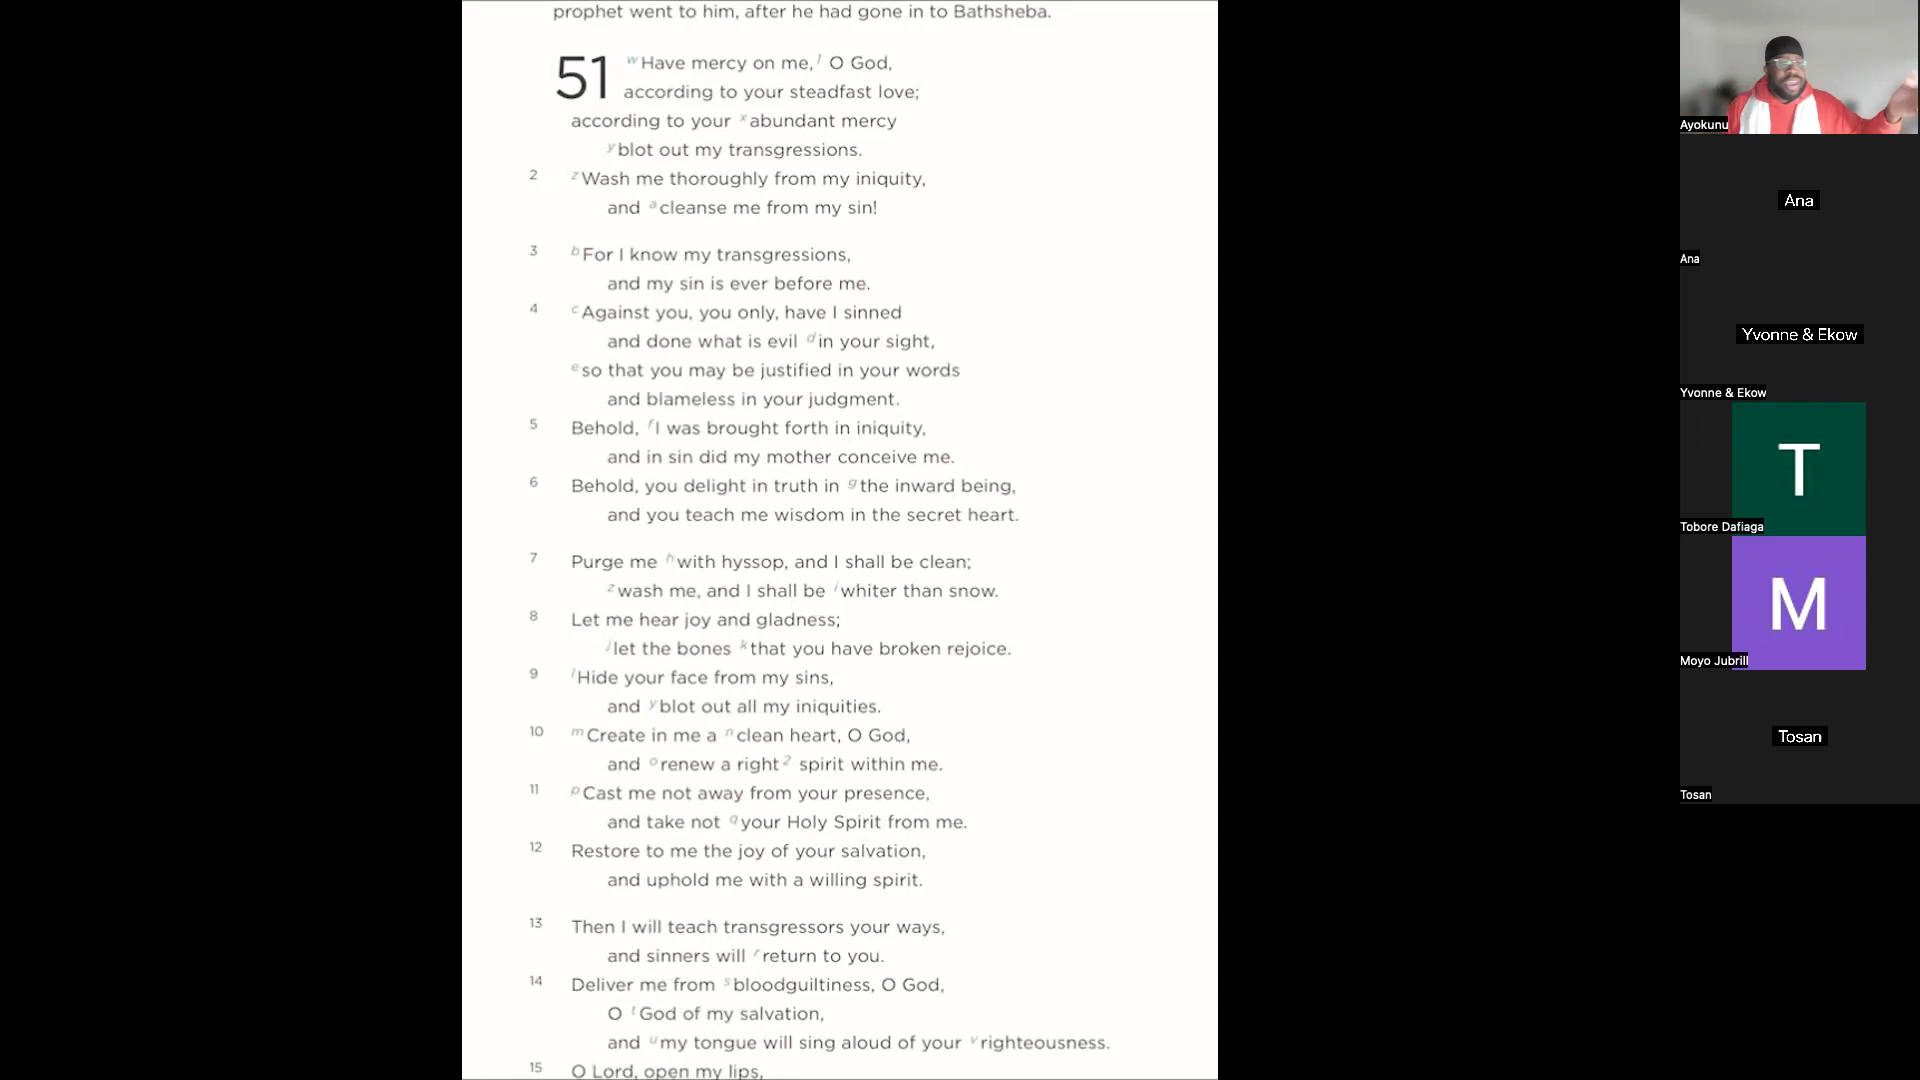 prophet went to him, after he had gone in to Bathsheba.
51 w Have mercy on me,1 O God,
according to your steadfast love;
according to your x abundant mercy
y blot out my transgressions.
2 z Wash me thoroughly from my iniquity,
and a cleanse me from my sin!
3 b For I know my transgressions,
and my sin is ever before me.
4 c Against you, you only, have I sinned
and done what is evil d in your sight,
e so that you may be justified in your words
and blameless in your judgment.
5 Behold, f I was brought forth in iniquity,
and in sin did my mother conceive me.
6 Behold, you delight in truth in g the inward being,
and you teach me wisdom in the secret heart.
7 Purge me h with hyssop, and I shall be clean;
z wash me, and I shall be i whiter than snow.
8 Let me hear joy and gladness;
j let the bones k that you have broken rejoice.
9 l Hide your face from my sins,
and y blot out all my iniquities.
10 m Create in me a n clean heart, O God,
and o renew a right2 spirit within me.
11 p Cast me not away from your presence,
and take not q your Holy Spirit from me.
12 Restore to me the joy of your salvation,
and uphold me with a willing spirit.
13 Then I will teach transgressors your ways,
and sinners will r return to you.
14 Deliver me from s bloodguiltiness, O God,
O t God of my salvation,
and u my tongue will sing aloud of your v righteousness.
15 O Lord, open my lips,
Ayokunu
Ana
Ana
Yvonne & Ekow
Yvonne & Ekow
T
Tobore Dafiaga
M
Moyo Jubrill
Tosan
Tosan